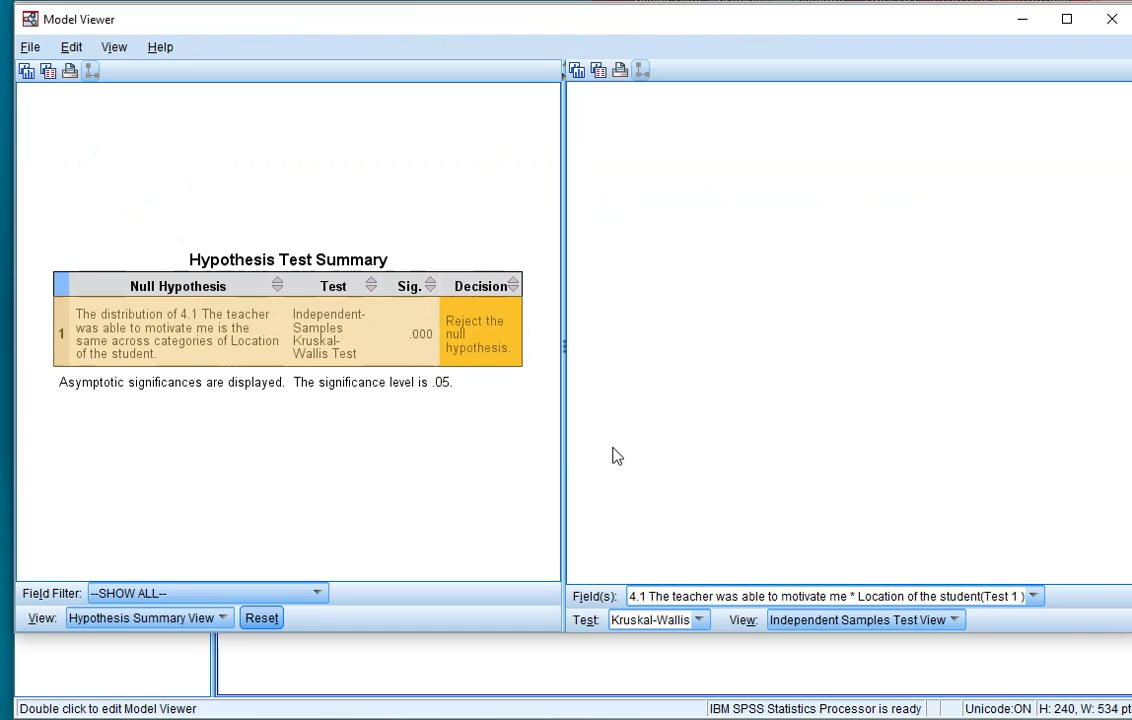 Model Viewer
File Edit View Help
Hypothesis Test Summary
Null Hypothesis Test Sig. Decision
1
The distribution of 4.1 The teacher
was able to motivate me is the
same across categories of Location
of the student.
Independent-
Samples
Kruskal-
Wallis Test
.000
Reject the
null
hypothesis.
Asymptotic significances are displayed. The significance level is .05.
Field Filter: --SHOW ALL--
View: Hypothesis Summary View Reset
Field(s): 4.1 The teacher was able to motivate me * Location of the student(Test 1 )
Test: Kruskal-Wallis View: Independent Samples Test View
Double click to edit Model Viewer
IBM SPSS Statistics Processor is ready
Unicode:ON H: 240, W: 534 pt